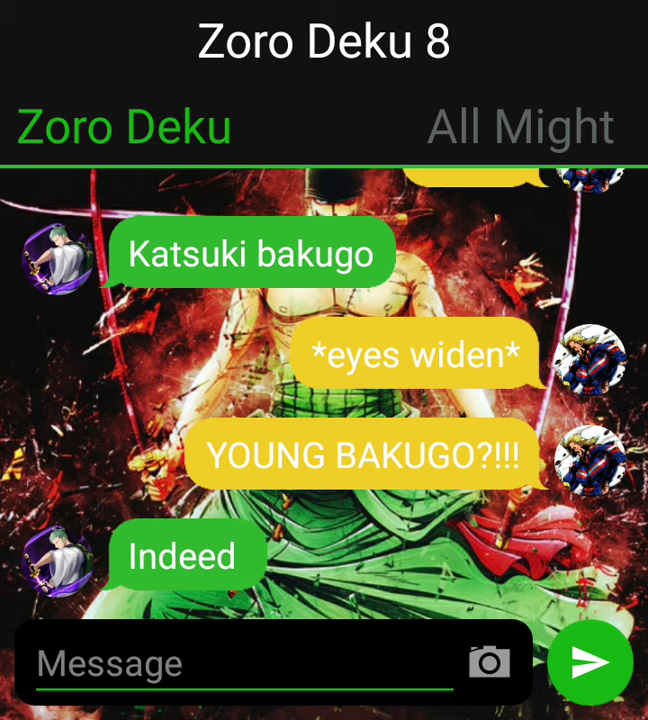 Zoro Deku 8
Zoro Deku
All Might
Katsuki bakugo
*eyes widen*
YOUNG BAKUGO?!!!
Indeed
Message